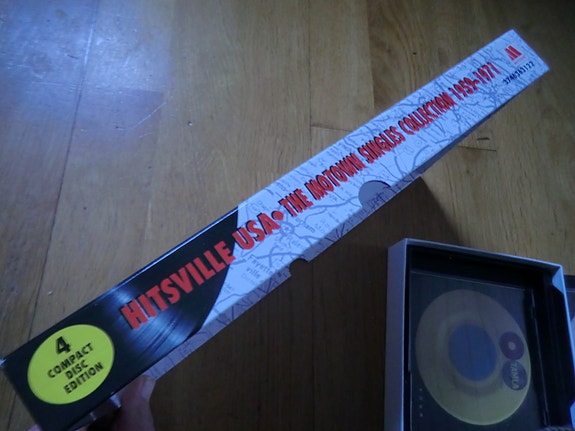 4
COMPACT
DISC
EDITION
HITSVILLE USA• THE MOTOWN SINGLES COLLECTION 1959-1971
M